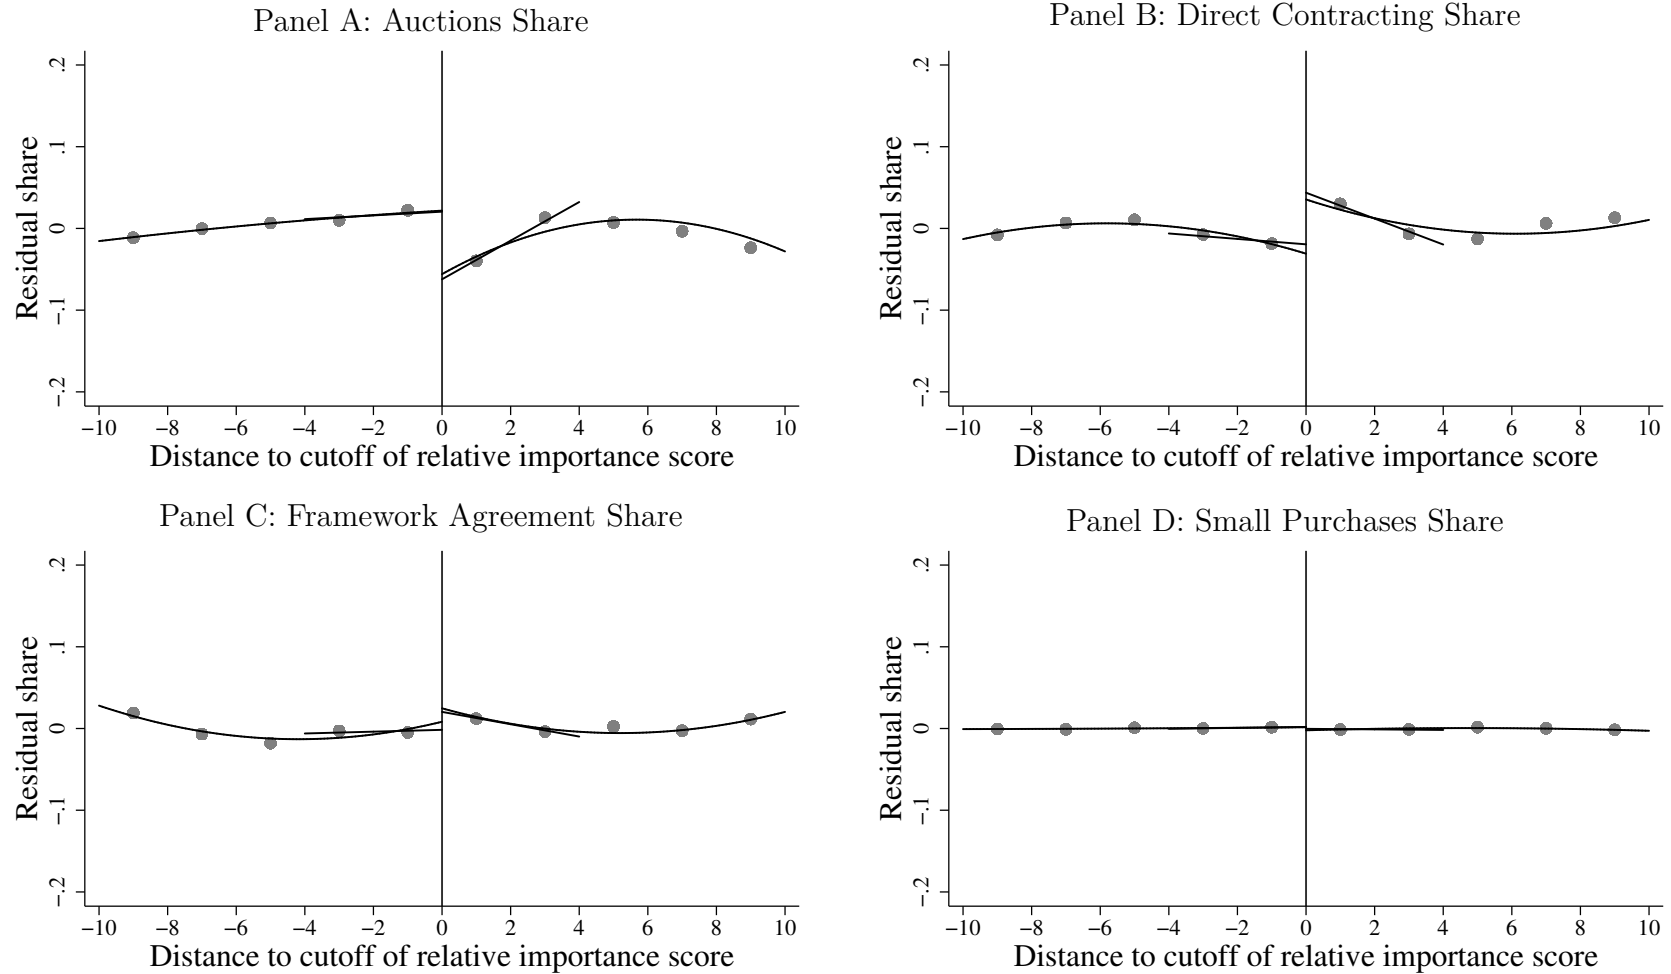 Panel A: Auctions Share
Residual share
.2
.1
0
−.1
−.2
−10 −8 −6 −4 −2 0 2 4 6 8 10
Distance to cutoff of relative importance score
Panel B: Direct Contracting Share
Residual share
.2
.1
0
−.1
−.2
−10 −8 −6 −4 −2 0 2 4 6 8 10
Distance to cutoff of relative importance score
Panel C: Framework Agreement Share
Residual share
.2
.1
0
−.1
−.2
−10 −8 −6 −4 −2 0 2 4 6 8 10
Distance to cutoff of relative importance score
Panel D: Small Purchases Share
Residual share
.2
.1
0
−.1
−.2
−10 −8 −6 −4 −2 0 2 4 6 8 10
Distance to cutoff of relative importance score